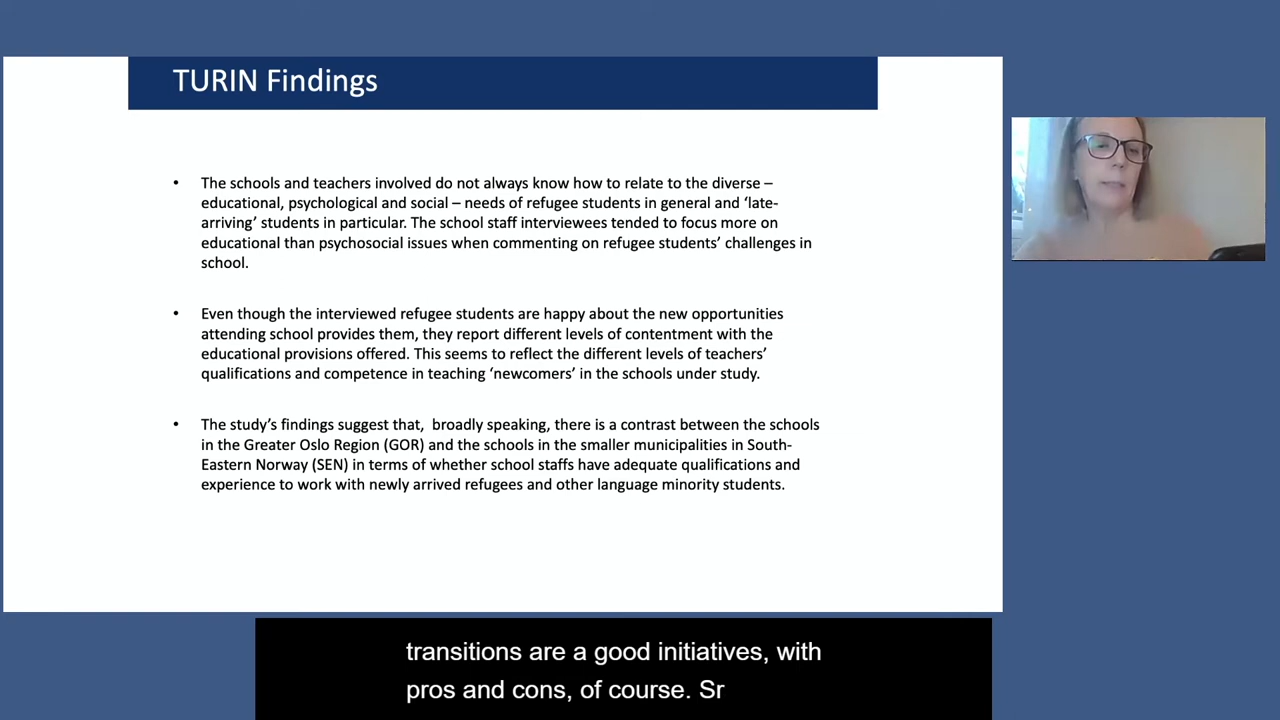 TURIN Findings
• The schools and teachers involved do not always know how to relate to the diverse –
educational, psychological and social – needs of refugee students in general and ‘late-
arriving’ students in particular. The school staff interviewees tended to focus more on
educational than psychosocial issues when commenting on refugee students’ challenges in
school.
• Even though the interviewed refugee students are happy about the new opportunities
attending school provides them, they report different levels of contentment with the
educational provisions offered. This seems to reflect the different levels of teachers’
qualifications and competence in teaching ‘newcomers’ in the schools under study.
• The study’s findings suggest that,  broadly speaking, there is a contrast between the schools
in the Greater Oslo Region (GOR) and the schools in the smaller municipalities in South-
Eastern Norway (SEN) in terms of whether school staffs have adequate qualifications and
experience to work with newly arrived refugees and other language minority students.
transitions are a good initiatives, with
pros and cons, of course. Sr